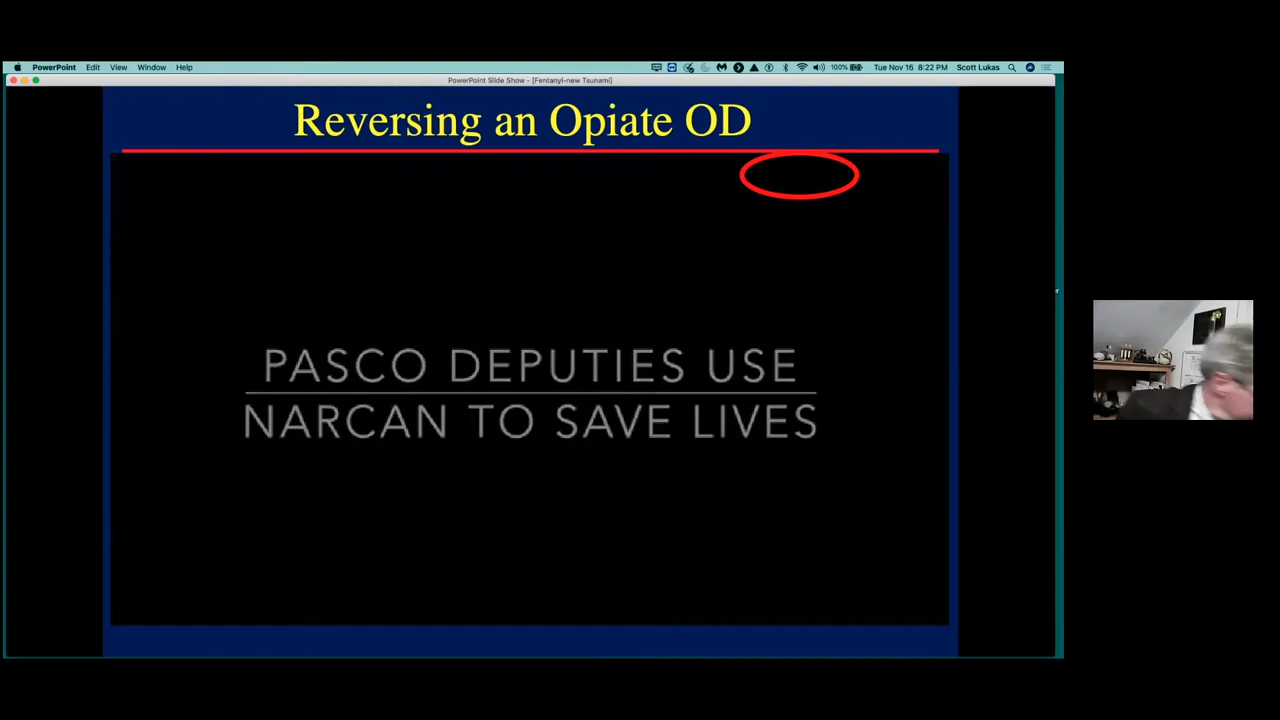 PowerPoint Edit View Window Help 100% Tue Nov 16 8:22 PM Scott Lukas
PowerPoint Slide Show - [Fentanyl-new Tsunami]
Reversing an Opiate OD
PASCO DEPUTIES USE
NARCAN TO SAVE LIVES